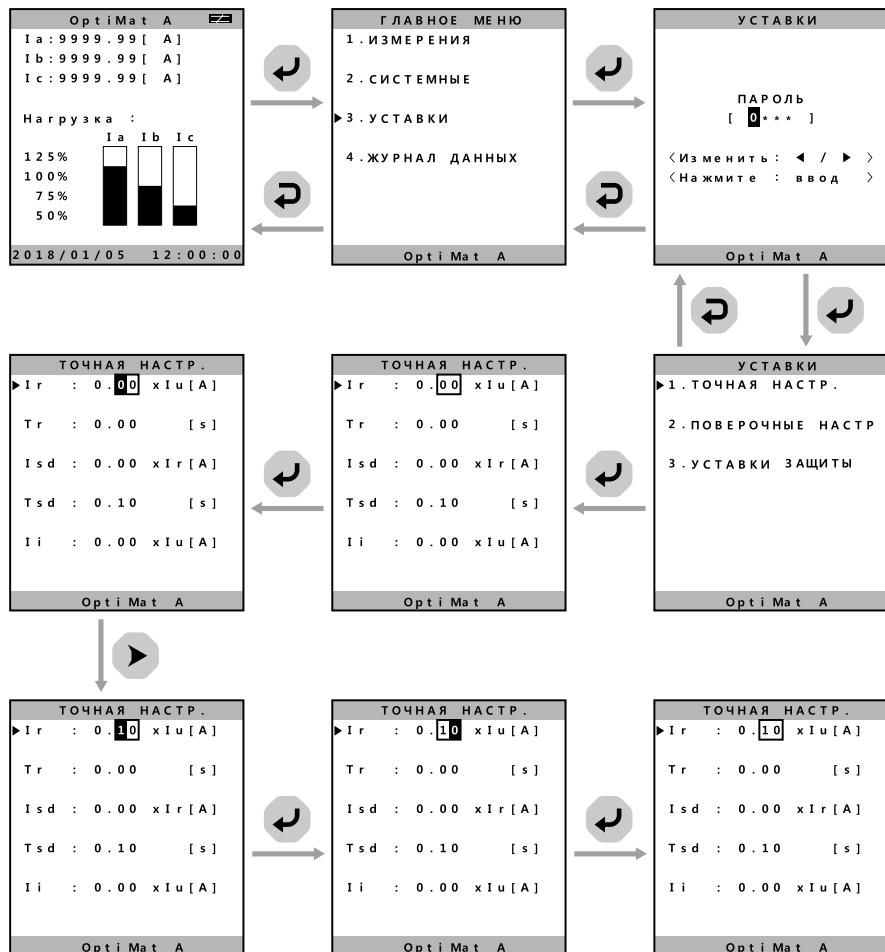 OptiMat A
Ia:9999.99[ A]
Ib:9999.99[ A]
Ic:9999.99[ A]
Нагрузка :
Ia Ib Ic
125%
100%
75%
50%
2018/01/05 12:00:00
ГЛАВНОЕ МЕНЮ
1.ИЗМЕРЕНИЯ
2.СИСТЕМНЫЕ
▶3.УСТАВКИ
4.ЖУРНАЛ ДАННЫХ
OptiMat A
УСТАВКИ
ПАРОЛЬ
[ 0*** ]
〈Изменить: ◀ / ▶ 〉
〈Нажмите : ввод 〉
OptiMat A
ТОЧНАЯ НАСТР.
▶Ir : 0.00 xIu[A]
Tr : 0.00 [s]
Isd : 0.00 xIr[A]
Tsd : 0.10 [s]
Ii : 0.00 xIu[A]
OptiMat A
ТОЧНАЯ НАСТР.
▶Ir : 0.00 xIu[A]
Tr : 0.00 [s]
Isd : 0.00 xIr[A]
Tsd : 0.10 [s]
Ii : 0.00 xIu[A]
OptiMat A
УСТАВКИ
▶1.ТОЧНАЯ НАСТР.
2.ПОВЕРОЧНЫЕ НАСТР
3.УСТАВКИ ЗАЩИТЫ
OptiMat A
ТОЧНАЯ НАСТР.
▶Ir : 0.10 xIu[A]
Tr : 0.00 [s]
Isd : 0.00 xIr[A]
Tsd : 0.10 [s]
Ii : 0.00 xIu[A]
OptiMat A
ТОЧНАЯ НАСТР.
▶Ir : 0.10 xIu[A]
Tr : 0.00 [s]
Isd : 0.00 xIr[A]
Tsd : 0.10 [s]
Ii : 0.00 xIu[A]
OptiMat A
ТОЧНАЯ НАСТР.
▶Ir : 0.10 xIu[A]
Tr : 0.00 [s]
Isd : 0.00 xIr[A]
Tsd : 0.10 [s]
Ii : 0.00 xIu[A]
OptiMat A